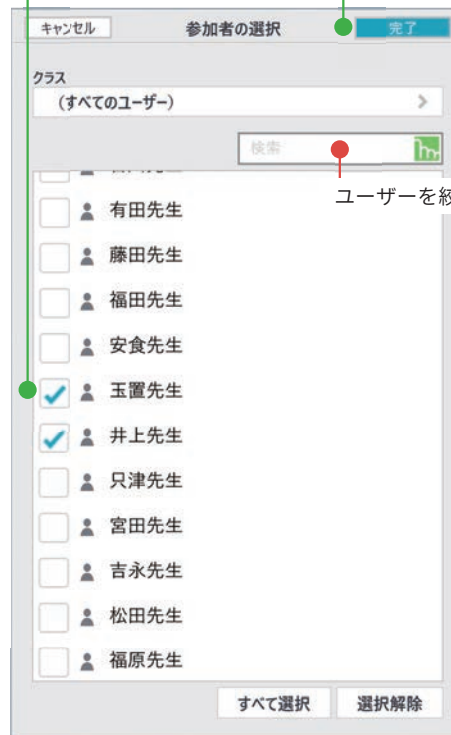 キャンセル 参加者の選択 完了
クラス
(すべてのユーザー)
検索
ユーザーを絞
有田先生
藤田先生
福田先生
安食先生
玉置先生
井上先生
只津先生
宮田先生
吉永先生
松田先生
福原先生
すべて選択 選択解除